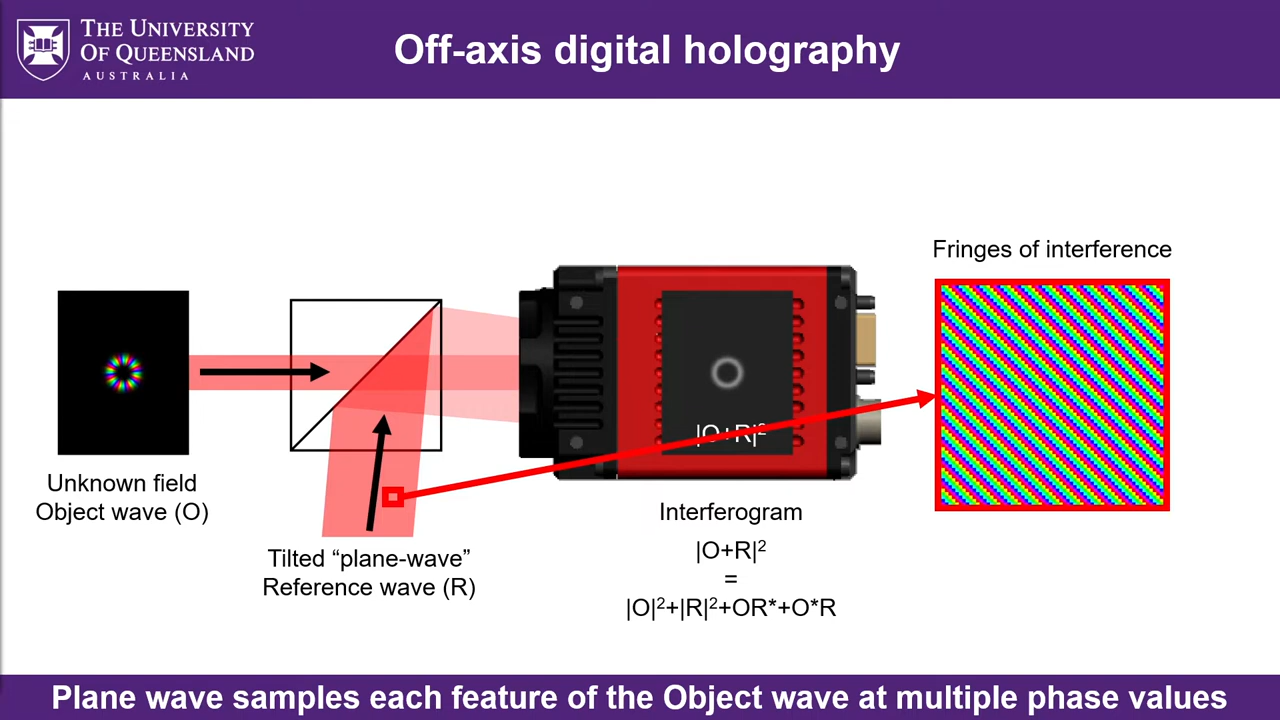 THE UNIVERSITY
OF QUEENSLAND
AUSTRALIA
Off-axis digital holography
Fringes of interference
|O+R|²
Unknown field
Object wave (O)
Tilted “plane-wave”
Reference wave (R)
Interferogram
|O+R|²
=
|O|²+|R|²+OR*+O*R
Plane wave samples each feature of the Object wave at multiple phase values